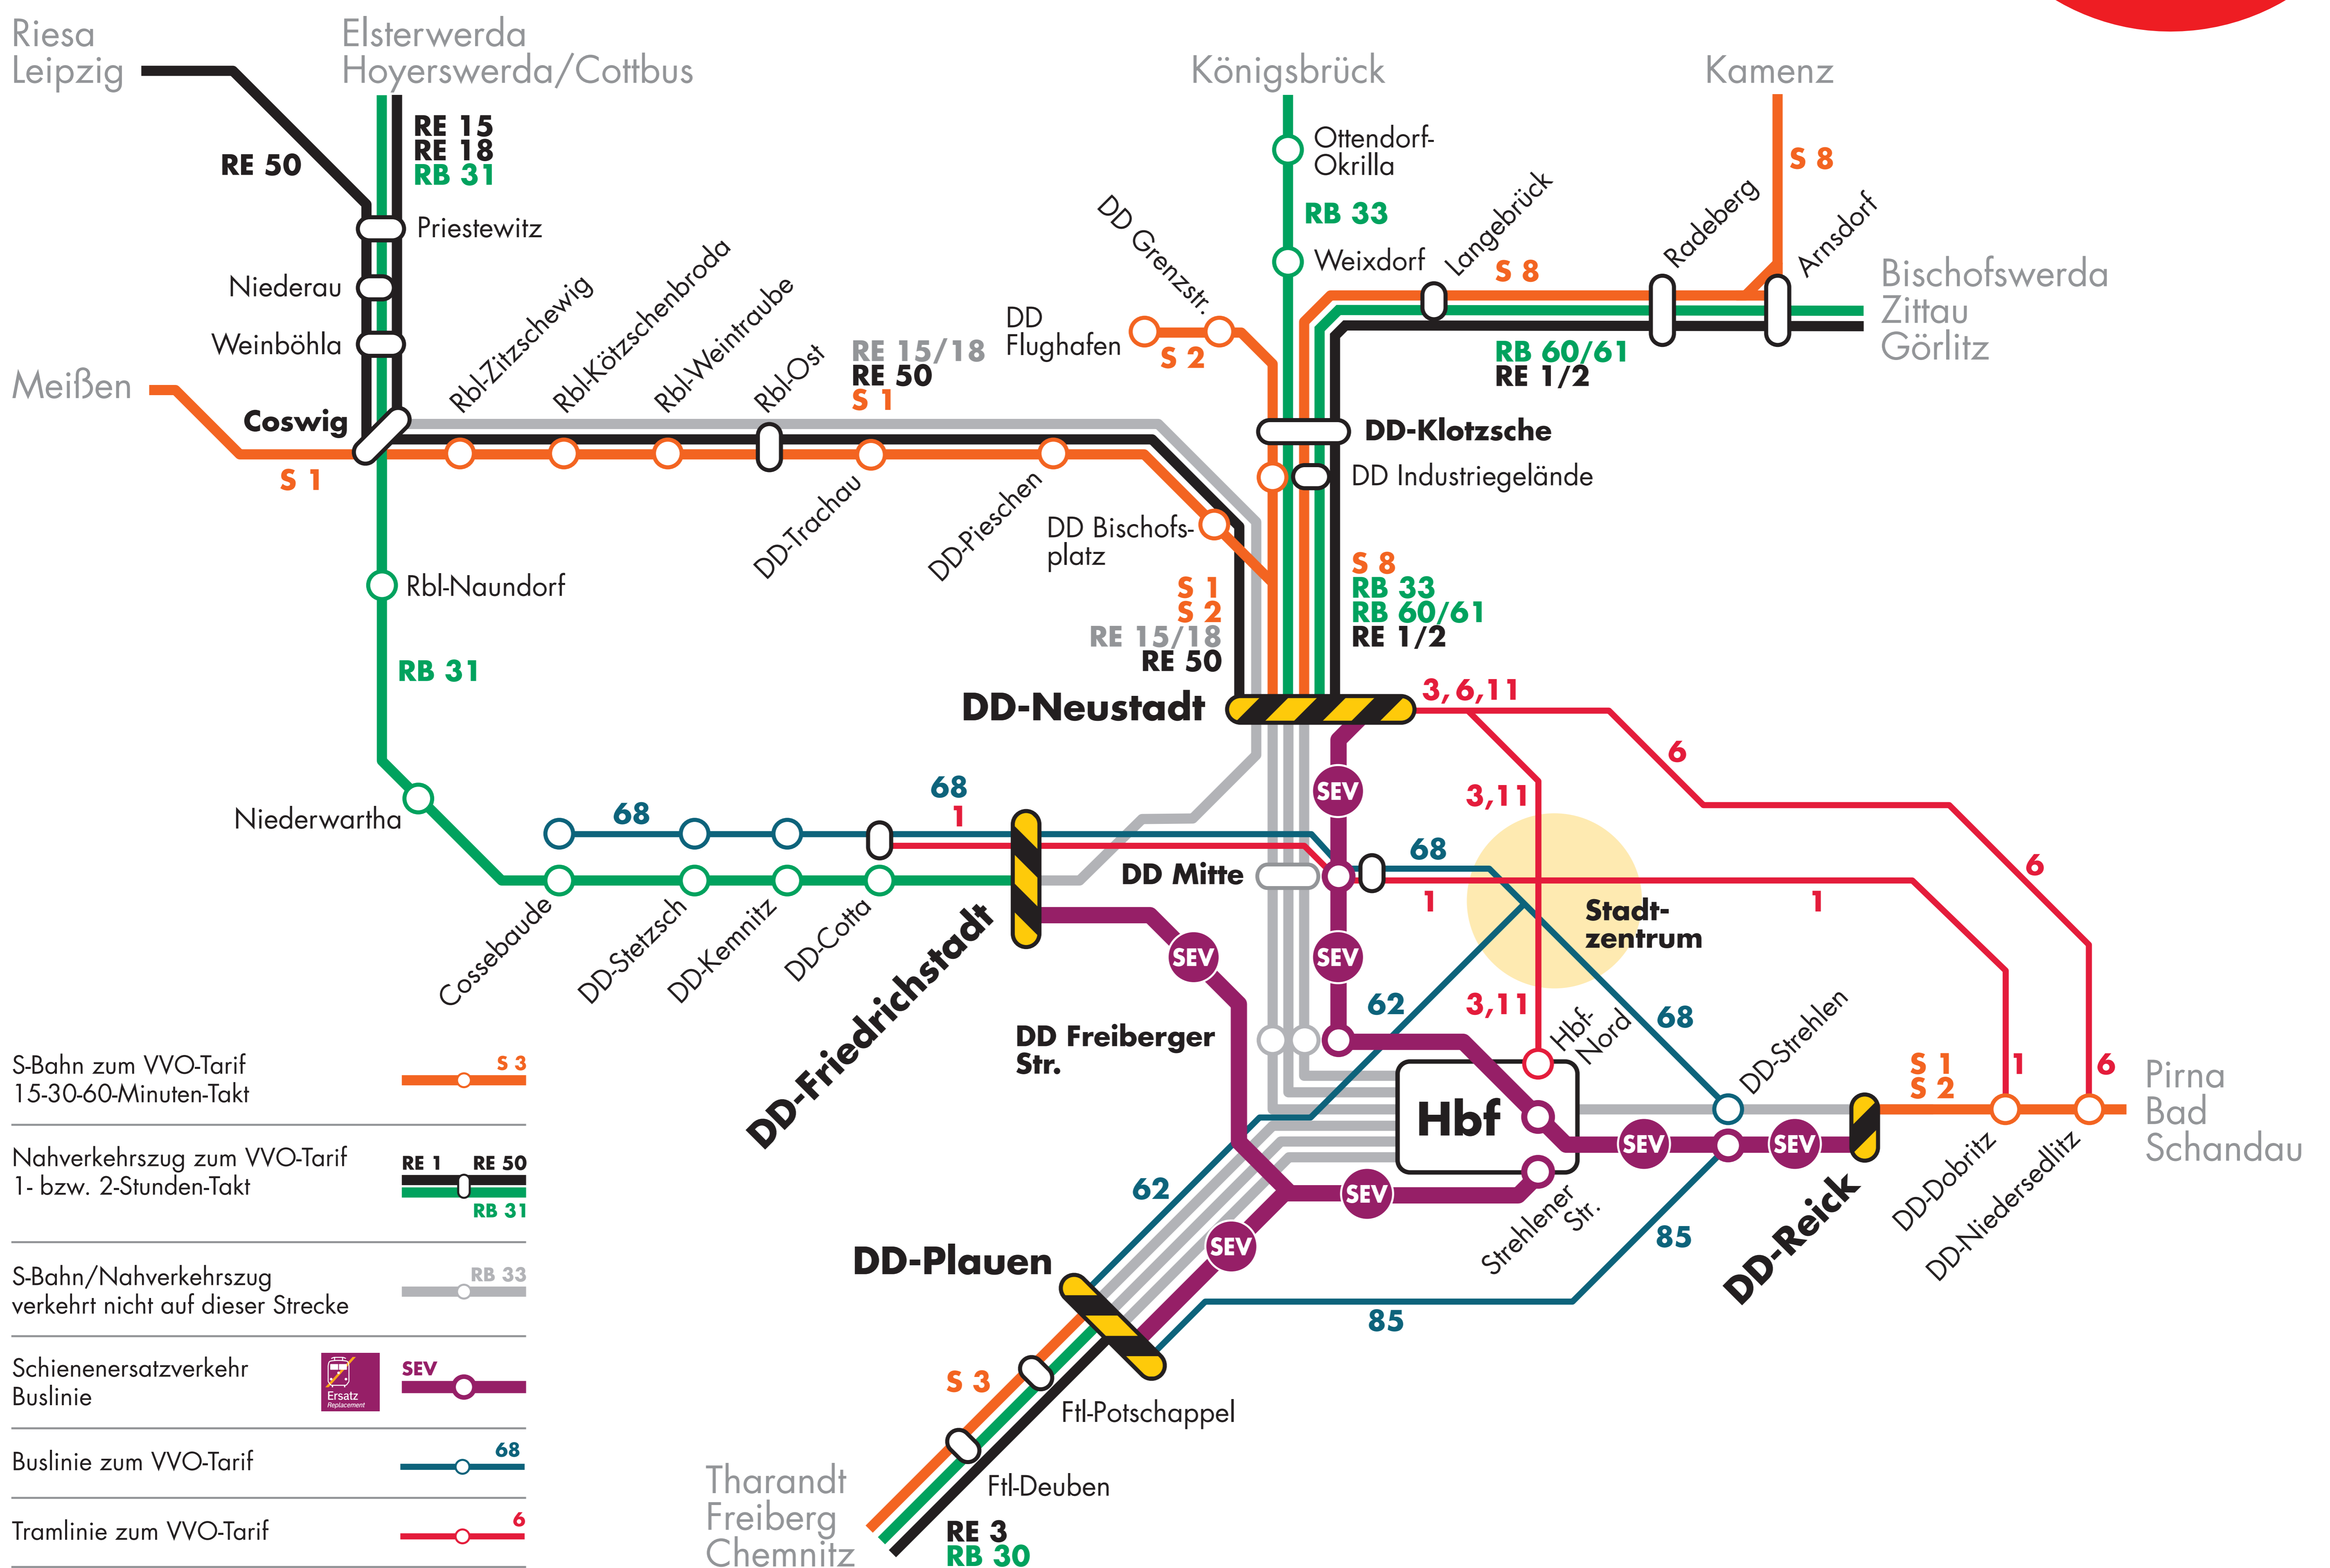 Riesa
Leipzig
Elsterwerda
Hoyerswerda/Cottbus
Königsbrück
Kamenz
RE 50
RE 15
RE 18
RB 31
Priestewitz
Niederau
Weinböhla
Meißen
Coswig
S 1
Rbl-Zitzschewig
Rbl-Kötzschenbroda
Rbl-Weintraube
Rbl-Ost
RE 15/18
RE 50
S 1
DD-Trachau
DD-Pieschen
DD Bischofs-
platz
DD Grenzstr.
DD
Flughafen
S 2
Ottendorf-
Okrilla
RB 33
Weixdorf
Langebrück
S 8
Radeberg
Arnsdorf
S 8
Bischofswerda
Zittau
Görlitz
RB 60/61
RE 1/2
DD-Klotzsche
DD Industriegelände
S 1
S 2
RE 15/18
RE 50
S 8
RB 33
RB 60/61
RE 1/2
Rbl-Naundorf
RB 31
DD-Neustadt
3, 6, 11
6
SEV
3,11
6
Niederwartha
68
68
1
DD Mitte
68
1
1
Stadt-
zentrum
Cossebaude
DD-Stetzsch
DD-Kemnitz
DD-Cotta
DD-Friedrichstadt
SEV
SEV
62
3,11
Hbf-
Nord
68
DD-Strehlen
DD Freiberger
Str.
Hbf
SEV
SEV
S 1
S 2
1
6
Pirna
Bad
Schandau
DD-Dobritz
DD-Niedersedlitz
DD-Reick
Strehlener
Str.
SEV
62
SEV
85
85
DD-Plauen
S 3
Ftl-Potschappel
Ftl-Deuben
Tharandt
Freiberg
Chemnitz
RE 3
RB 30
S-Bahn zum VVO-Tarif
15-30-60-Minuten-Takt
S 3
Nahverkehrszug zum VVO-Tarif
1- bzw. 2-Stunden-Takt
RE 1 RE 50
RB 31
S-Bahn/Nahverkehrszug
verkehrt nicht auf dieser Strecke
RB 33
Schienenersatzverkehr
Buslinie
Ersatz
Replacement
SEV
Buslinie zum VVO-Tarif
68
Tramlinie zum VVO-Tarif
6